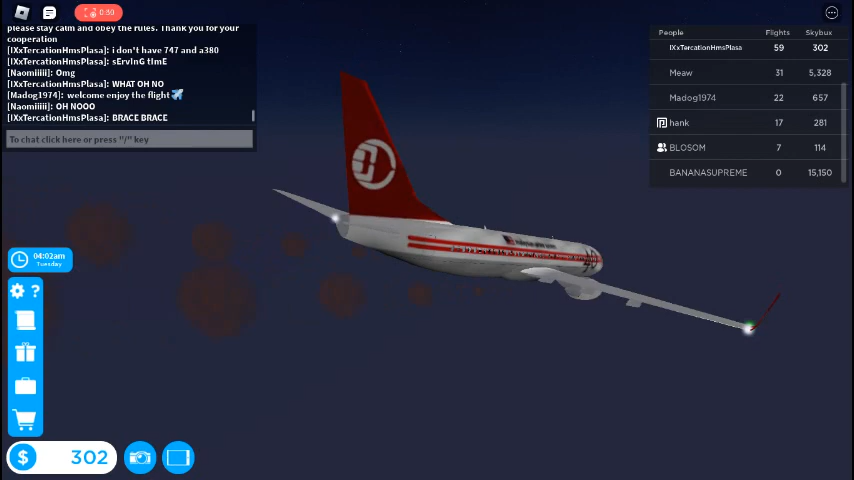 0:30
please stay calm and obey the rules. Thank you for your
cooperation
[IXxTercationHmsPlasa]: i don't have 747 and a380
[IXxTercationHmsPlasa]: sErvInG tImE
[Naomiiiii]: Omg
[IXxTercationHmsPlasa]: WHAT OH NO
[Madog1974]: welcome enjoy the flight✈️
[Naomiiiii]: OH NOOO
[IXxTercationHmsPlasa]: BRACE BRACE
To chat click here or press "/" key
People Flights Skybux
IXxTercationHmsPlasa 59 302
Meaw 31 5,328
Madog1974 22 657
hank 17 281
BLOSOM 7 114
BANANASUPREME 0 15,150
04:02am
Tuesday
?
$ 302